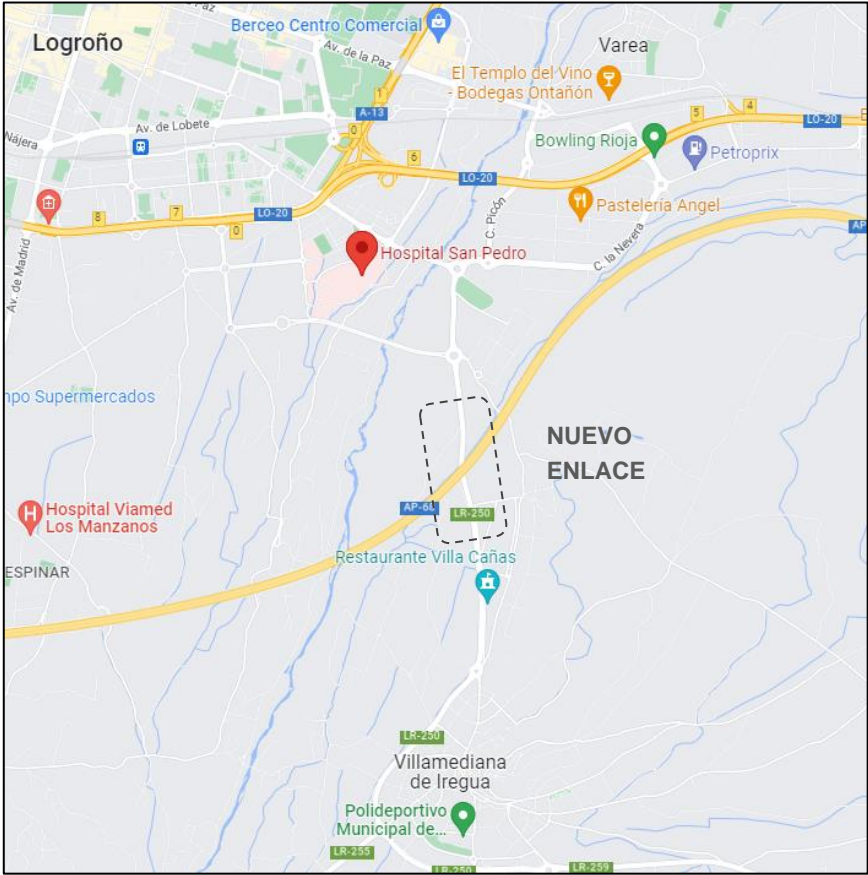 Logroño
Berceo Centro Comercial
Av. de la Paz
Varea
El Templo del Vino
- Bodegas Ontañón
1
A-13
0
5
4
LO-20
Nájera
Av. de Lobete
6
Bowling Rioja
Petroprix
LO-20
8
7
LO-20
0
Pastelería Angel
C. Picón
Av. de Madrid
Hospital San Pedro
C. la Nevera
AP
npo Supermercados
NUEVO
ENLACE
H
Hospital Viamed
Los Manzanos
AP-68
LR-250
ESPINAR
Restaurante Villa Cañas
LR-250
Villamediana
de Iregua
Polideportivo
Municipal de...
LR-255
LR-250
LR-259